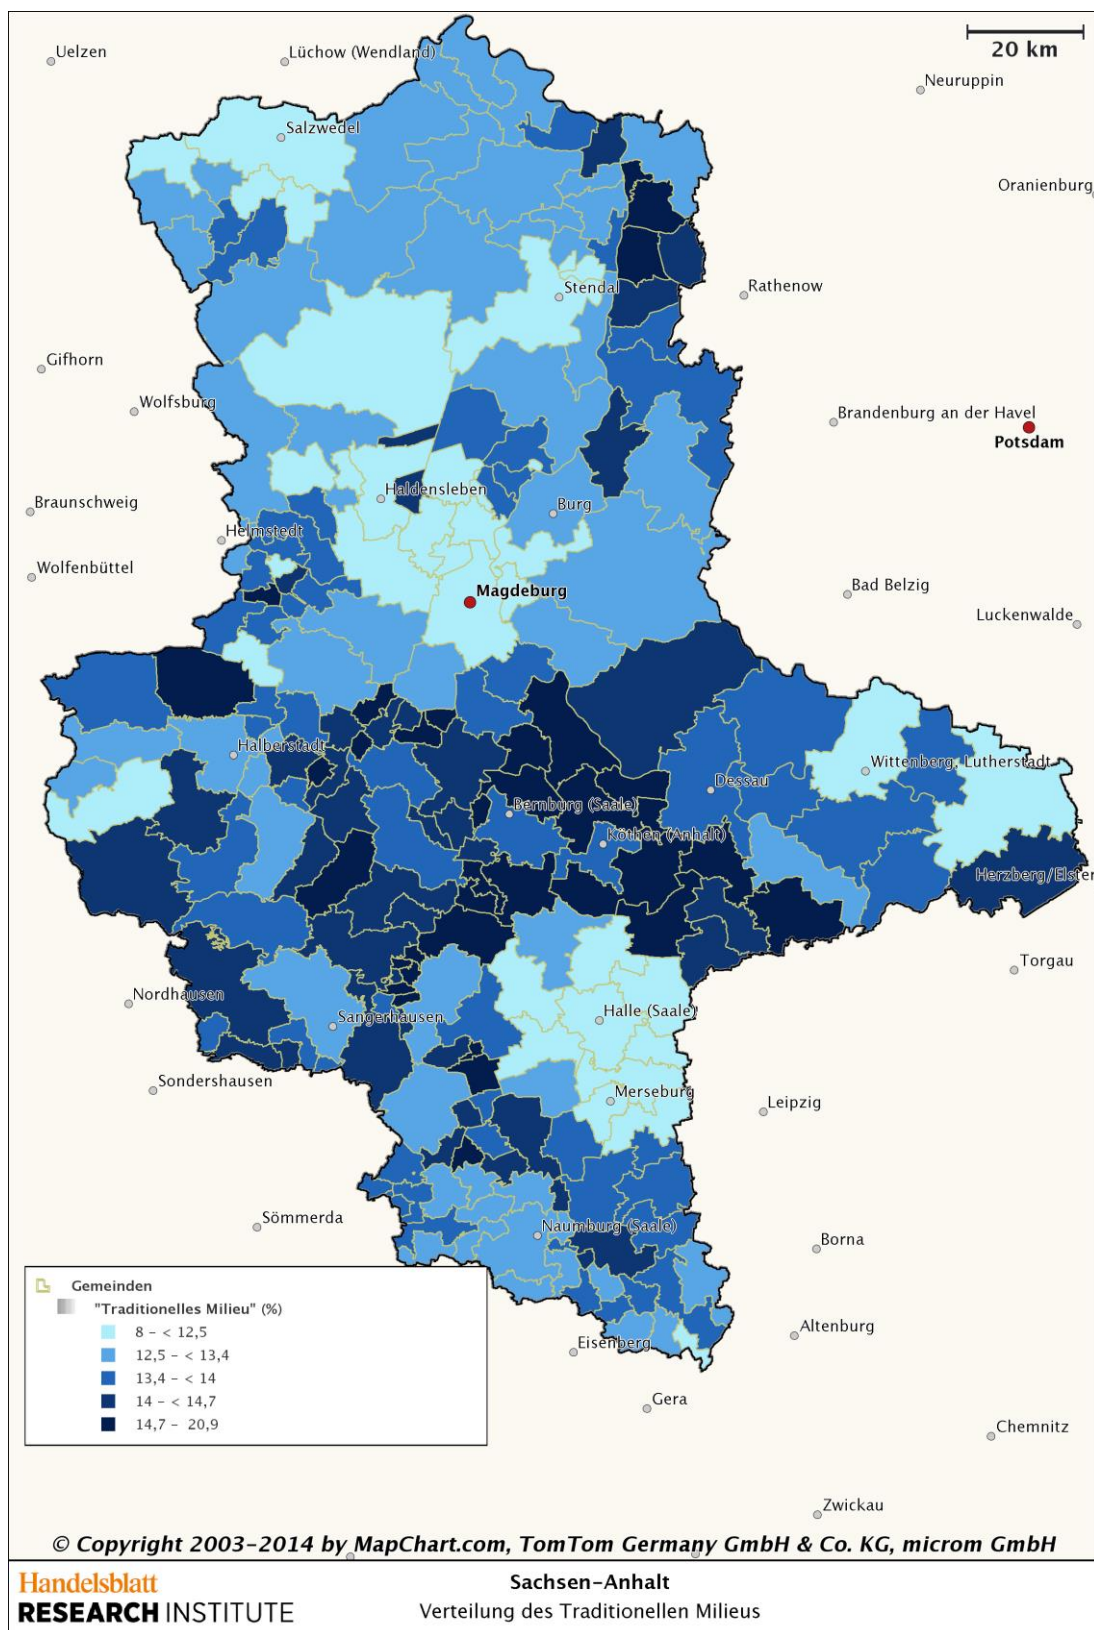 20 km
Uelzen
Lüchow (Wendland)
Neuruppin
Salzwedel
Oranienburg
Stendal
Rathenow
Gifhorn
Wolfsburg
Brandenburg an der Havel
Potsdam
Haldensleben
Braunschweig
Burg
Helmstedt
Wolfenbüttel
Magdeburg
Bad Belzig
Luckenwalde
Halberstadt
Wittenberg, Lutherstadt
Dessau
Bernburg (Saale)
Köthen (Anhalt)
Herzberg/Elster
Torgau
Nordhausen
Sangerhausen
Halle (Saale)
Sondershausen
Merseburg
Leipzig
Sömmerda
Naumburg (Saale)
Borna
Gemeinden
"Traditionelles Milieu" (%)
8 - < 12,5
12,5 - < 13,4
13,4 - < 14
14 - < 14,7
14,7 - 20,9
Eisenberg
Altenburg
Gera
Chemnitz
Zwickau
© Copyright 2003-2014 by MapChart.com, TomTom Germany GmbH & Co. KG, microm GmbH
Handelsblatt
RESEARCH INSTITUTE
Sachsen-Anhalt
Verteilung des Traditionellen Milieus